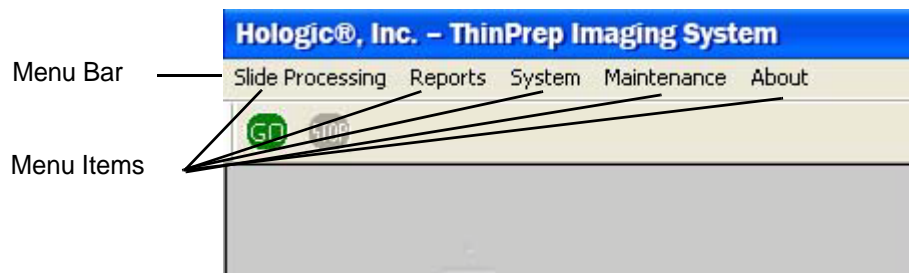 Hologic®, Inc. – ThinPrep Imaging System
Menu Bar
Slide Processing Reports System Maintenance About
GO STOP
Menu Items